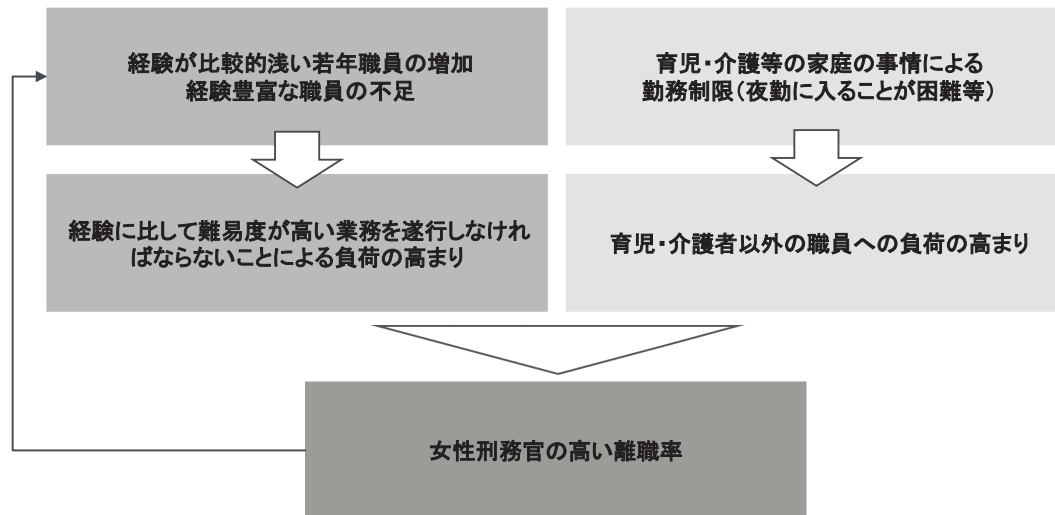 経験が比較的浅い若年職員の増加
経験豊富な職員の不足
育児・介護等の家庭の事情による
勤務制限（夜勤に入ることが困難等）
経験に比して難易度が高い業務を遂行しなけれ
ばならないことによる負荷の高まり
育児・介護者以外の職員への負荷の高まり
女性刑務官の高い離職率